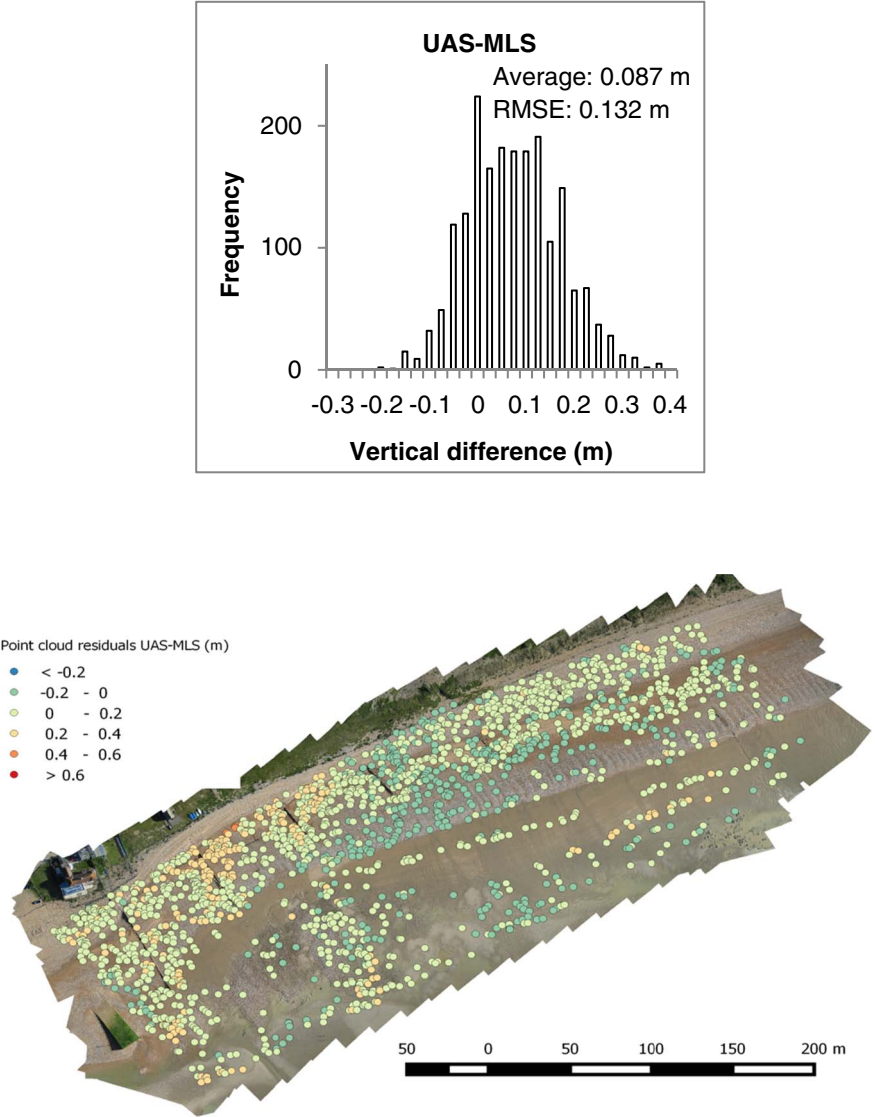 UAS-MLS
Average: 0.087 m
RMSE: 0.132 m
200
100
0
Frequency
-0.3 -0.2 -0.1 0 0.1 0.2 0.3 0.4
Vertical difference (m)
Point cloud residuals UAS-MLS (m)
< -0.2
-0.2 - 0
0 - 0.2
0.2 - 0.4
0.4 - 0.6
> 0.6
50 0 50 100 150 200 m